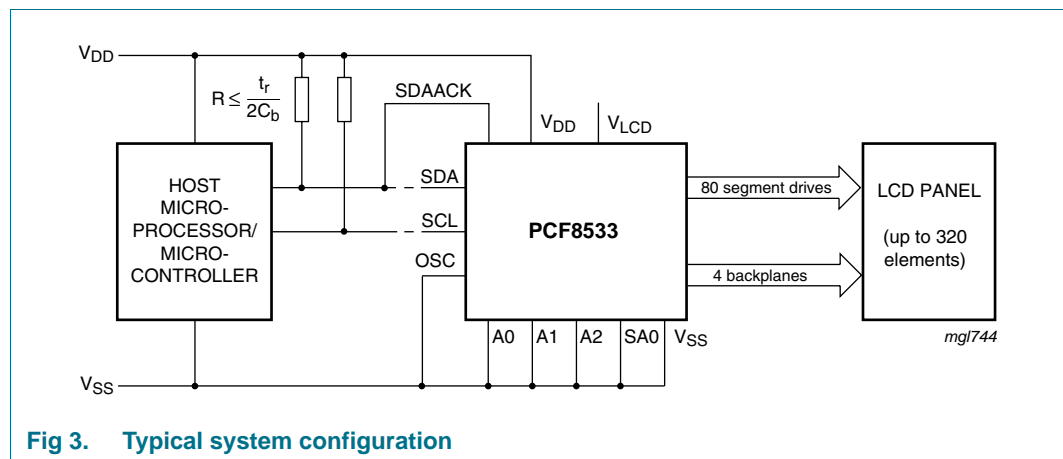 VDD
R ≤ tr
2Cb
SDAACK
VDD
VLCD
HOST
MICRO-
PROCESSOR/
MICRO-
CONTROLLER
SDA
SCL
OSC
PCF8533
80 segment drives
4 backplanes
LCD PANEL
(up to 320
elements)
A0 A1 A2 SA0 VSS
mgl744
VSS
Fig 3. Typical system configuration